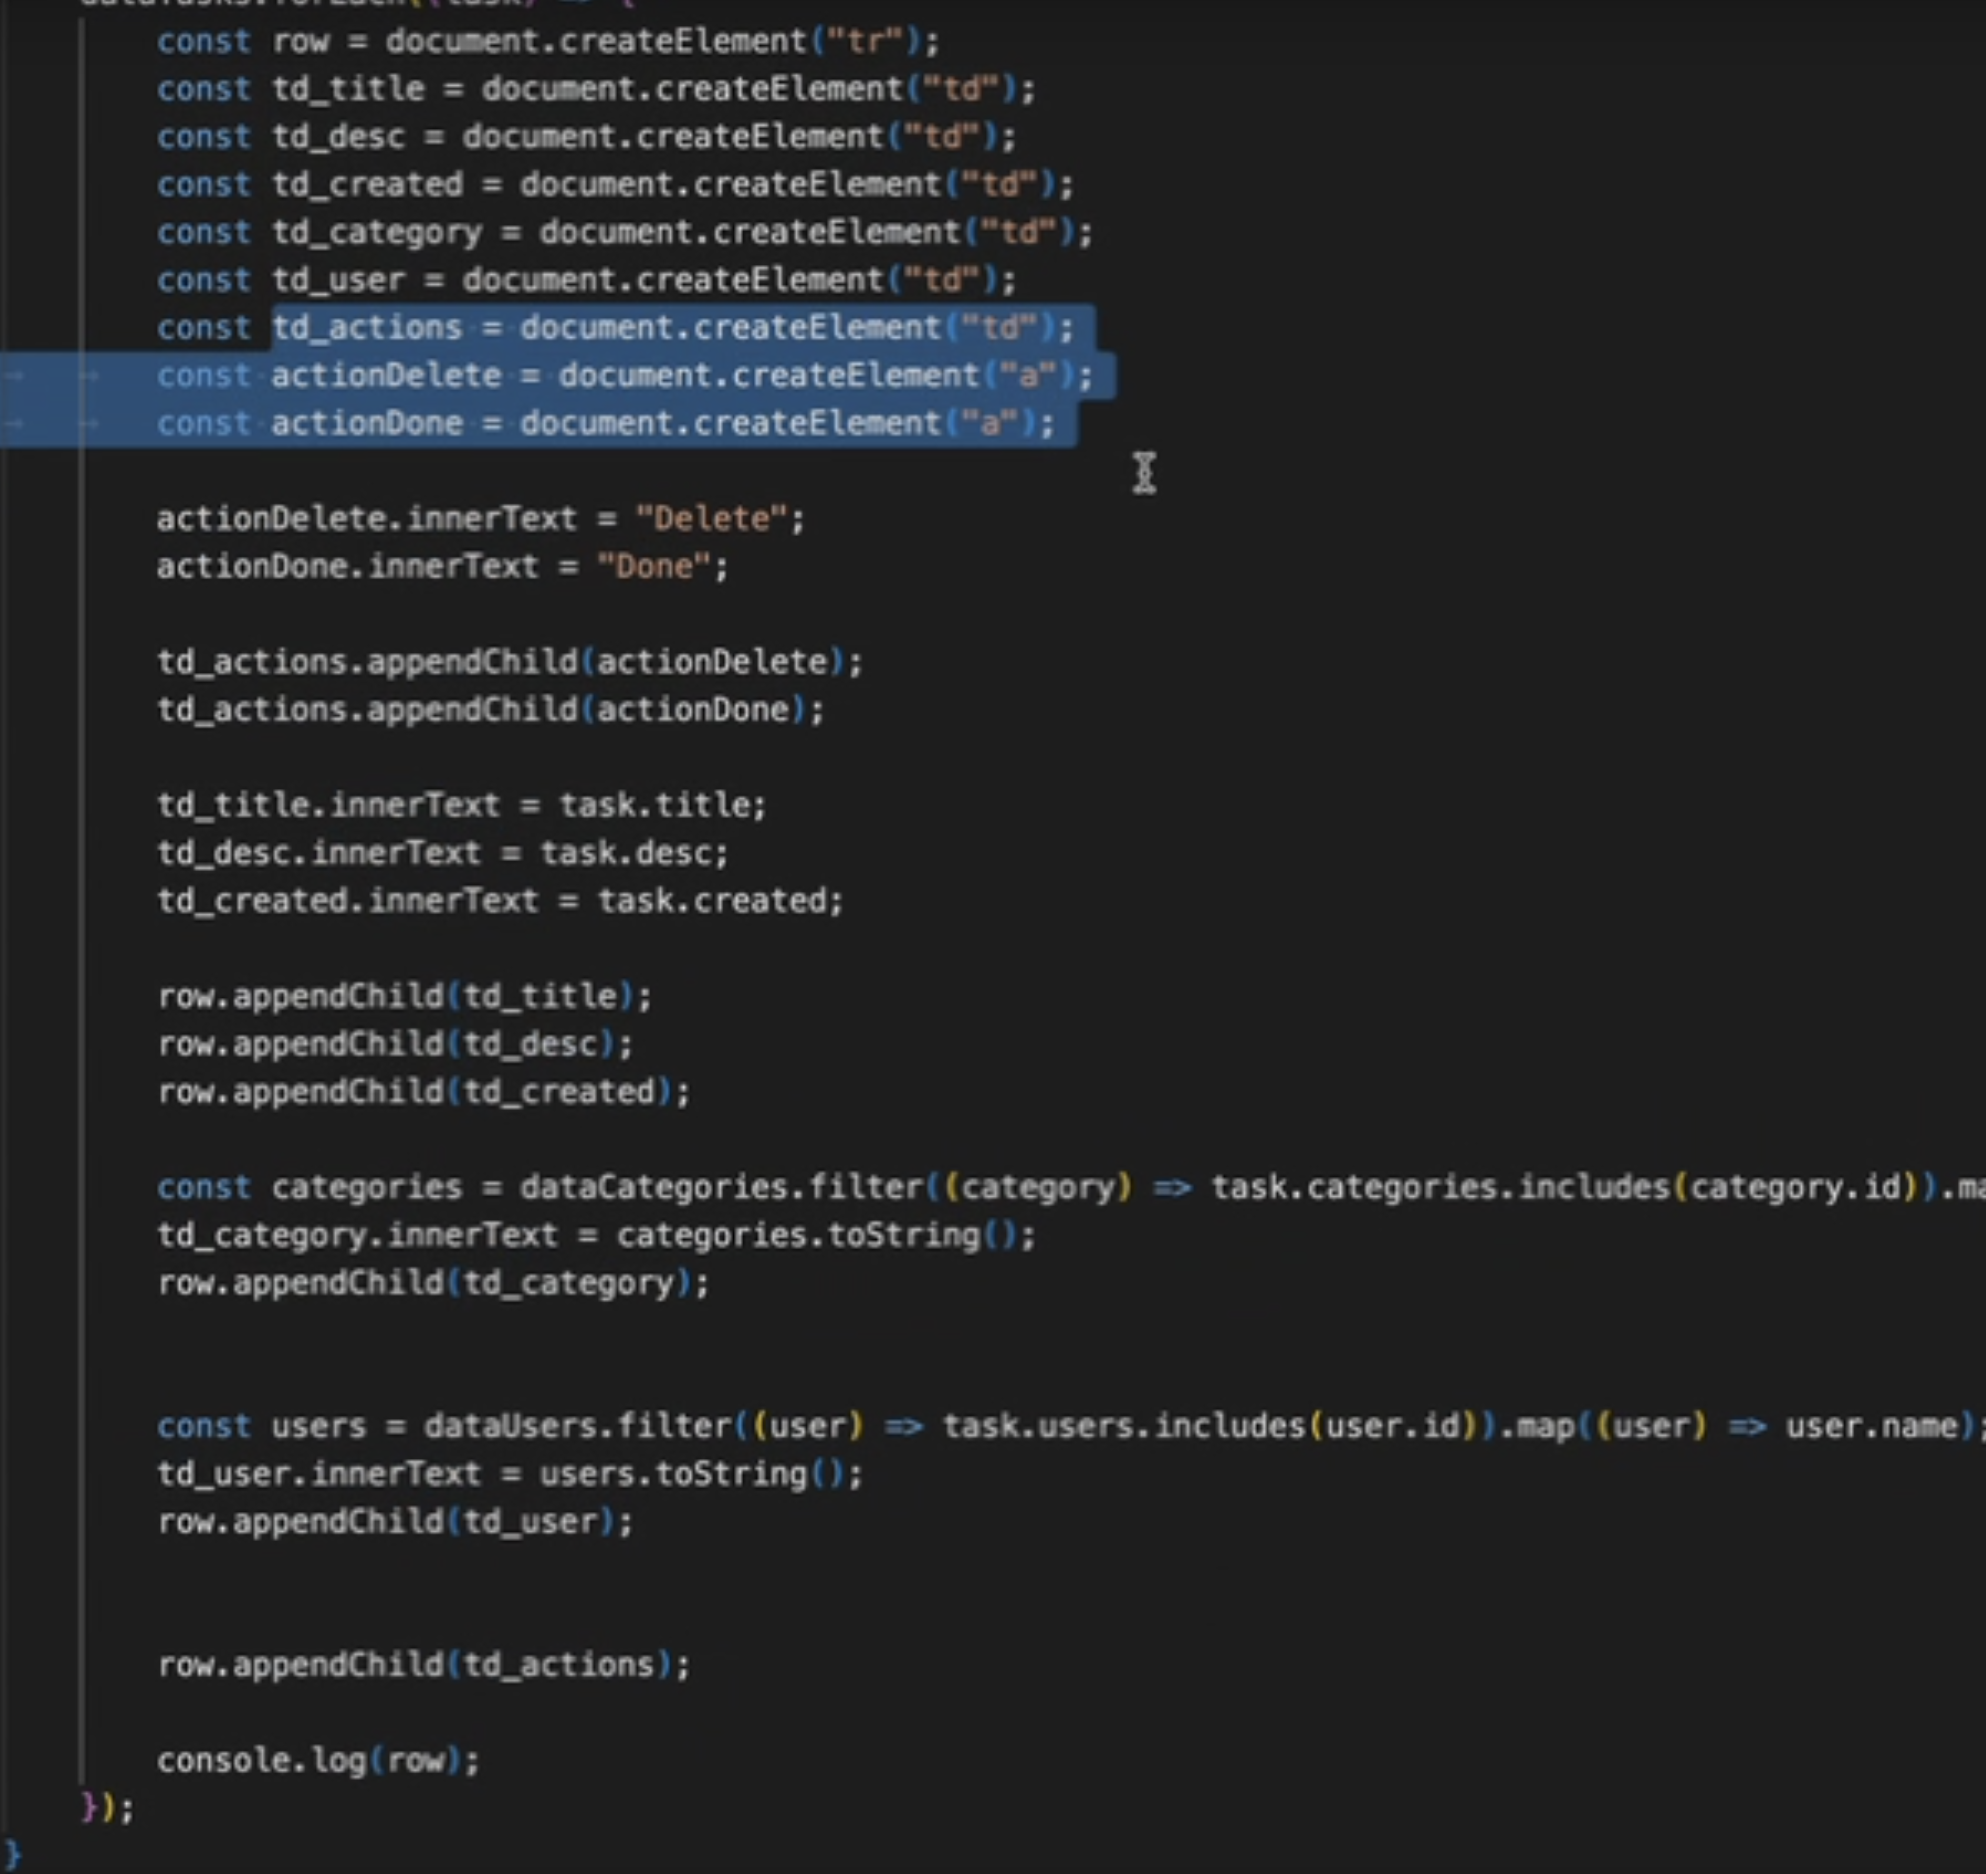 const row = document.createElement("tr");
const td_title = document.createElement("td");
const td_desc = document.createElement("td");
const td_created = document.createElement("td");
const td_category = document.createElement("td");
const td_user = document.createElement("td");
const td_actions = document.createElement("td");
const actionDelete = document.createElement("a");
const actionDone = document.createElement("a");
actionDelete.innerText = "Delete";
actionDone.innerText = "Done";
td_actions.appendChild(actionDelete);
td_actions.appendChild(actionDone);
td_title.innerText = task.title;
td_desc.innerText = task.desc;
td_created.innerText = task.created;
row.appendChild(td_title);
row.appendChild(td_desc);
row.appendChild(td_created);
const categories = dataCategories.filter((category) => task.categories.includes(category.id)).ma
td_category.innerText = categories.toString();
row.appendChild(td_category);
const users = dataUsers.filter((user) => task.users.includes(user.id)).map((user) => user.name);
td_user.innerText = users.toString();
row.appendChild(td_user);
row.appendChild(td_actions);
console.log(row);
});
}